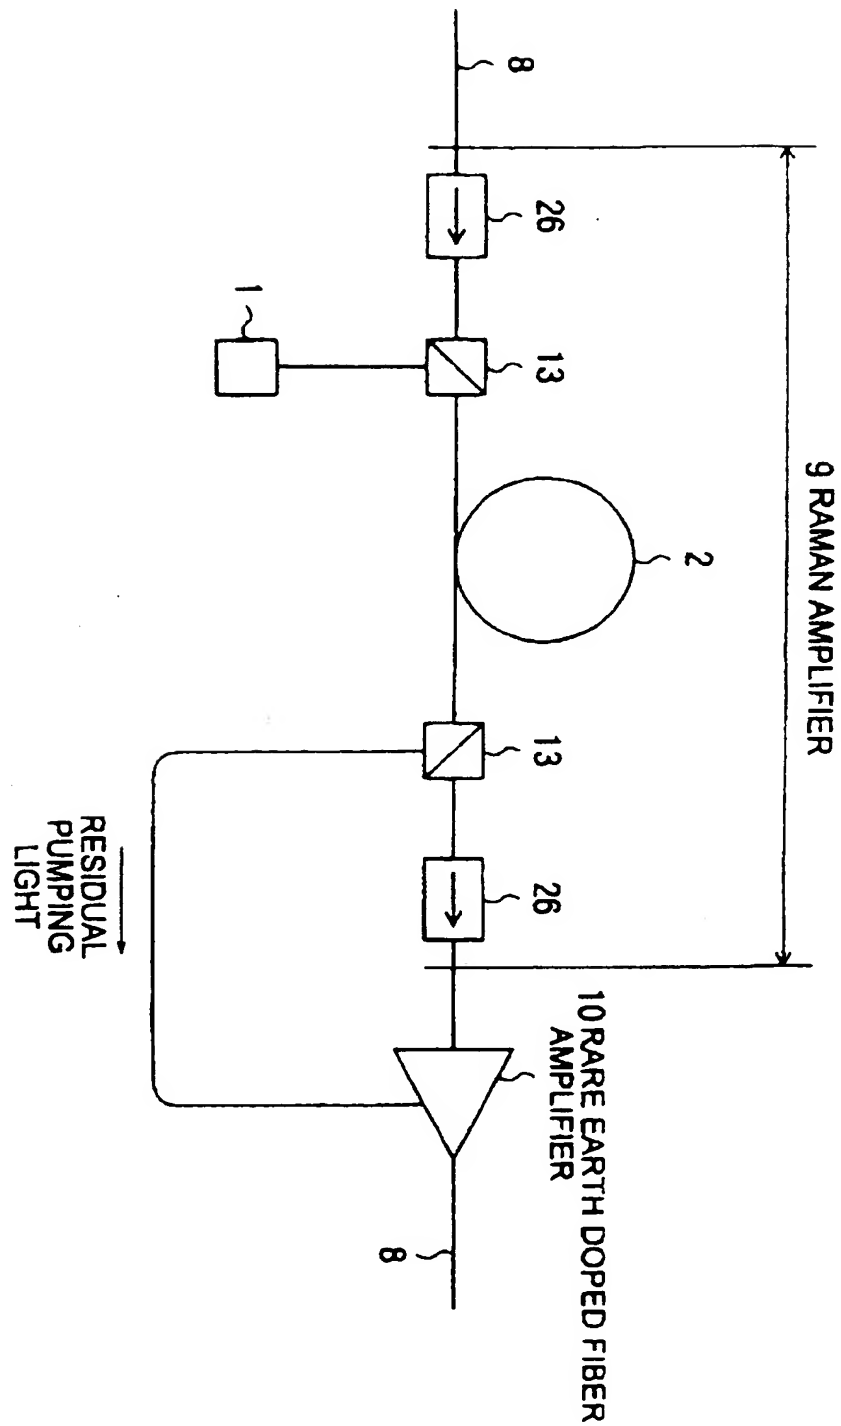 9 RAMAN AMPLIFIER
10 RARE EARTH DOPED FIBER
AMPLIFIER
8
26
13
2
13
26
1
8
RESIDUAL
PUMPING
LIGHT